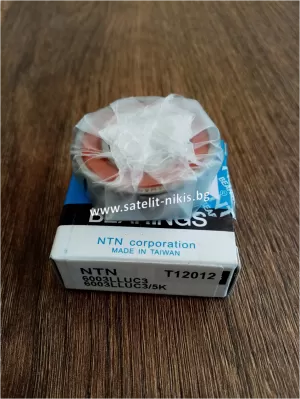 www.satelit-nikis.bg
BEARINGS
NTN corporation
MADE IN TAIWAN
NTN T12012
6003LLUC3
6003LLUC3/5K